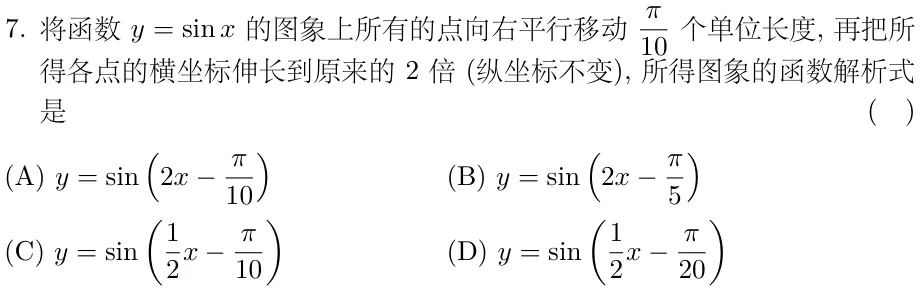 7. 将函数 y = sin x 的图象上所有的点向右平行移动 π/10 个单位长度, 再把所
得各点的横坐标伸长到原来的 2 倍 (纵坐标不变), 所得图象的函数解析式
是 ( )
(A) y = sin(2x − π/10) (B) y = sin(2x − π/5)
(C) y = sin(1/2 x − π/10) (D) y = sin(1/2 x − π/20)